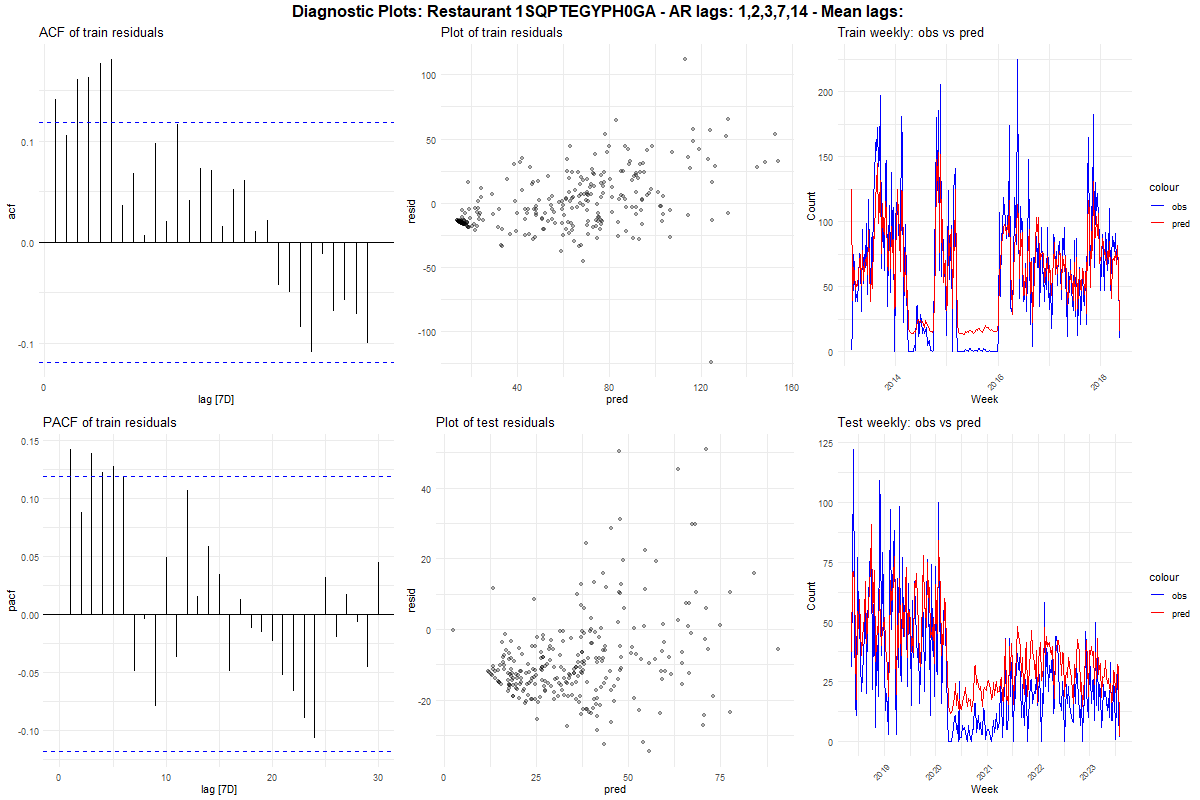 Diagnostic Plots: Restaurant 1SQPTEGYPH0GA - AR lags: 1,2,3,7,14 - Mean lags:
ACF of train residuals
acf
0.1
0.0
-0.1
0
lag [7D]
Plot of train residuals
resid
100
50
0
-50
-100
40
80
120
160
pred
Train weekly: obs vs pred
Count
200
150
100
50
0
2014
2016
2018
Week
colour
obs
pred
PACF of train residuals
pacf
0.15
0.10
0.05
0.00
-0.05
-0.10
0
10
20
30
lag [7D]
Plot of test residuals
resid
40
20
0
-20
0
25
50
75
pred
Test weekly: obs vs pred
Count
125
100
75
50
25
0
2019
2020
2021
2022
2023
Week
colour
obs
pred